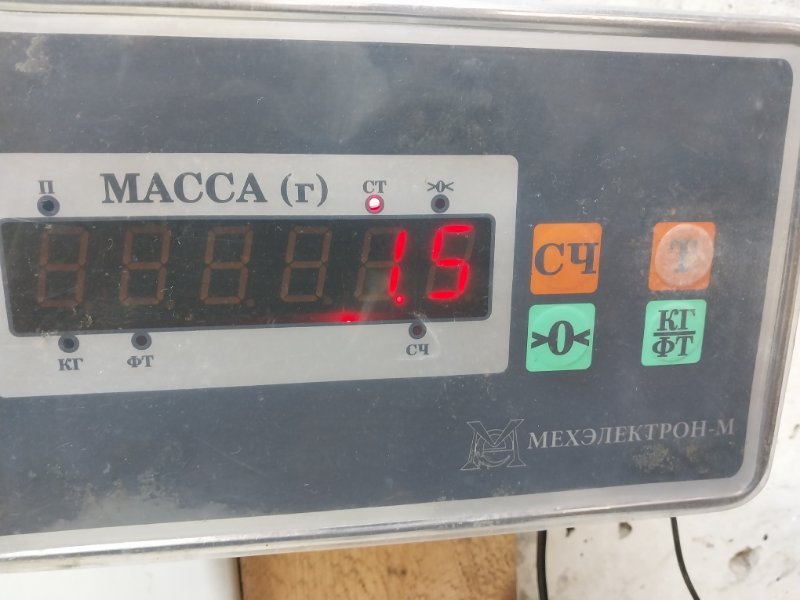 П МАССА (г) СТ >0<
1.5
КГ ФТ СЧ
СЧ Т
>0< КГ/ФТ
МЕХЭЛЕКТРОН-М